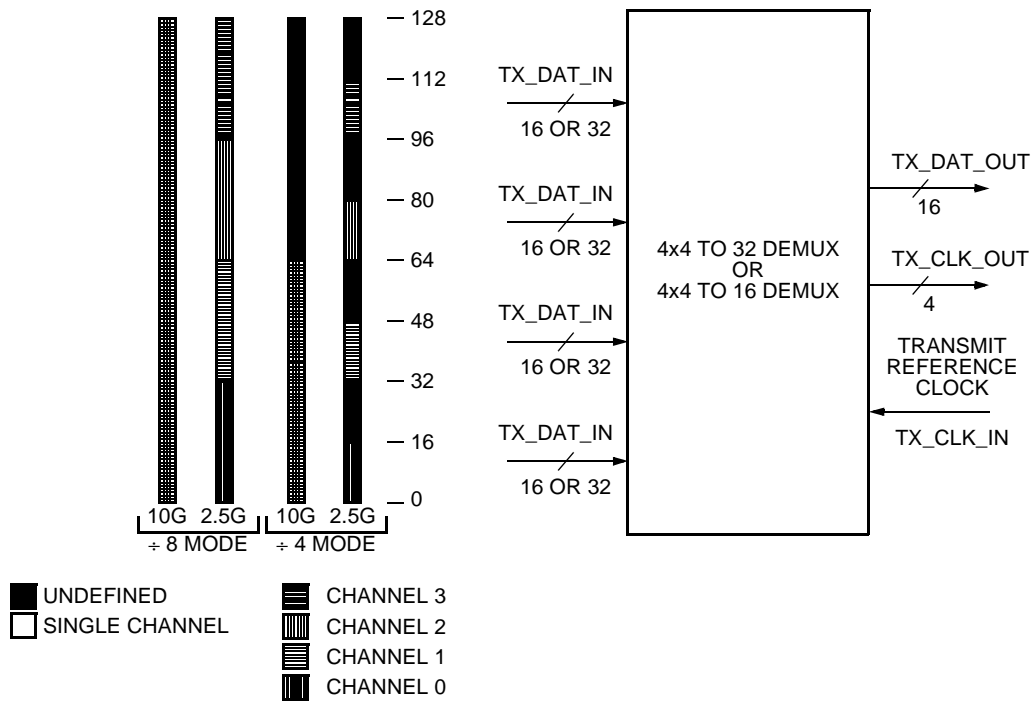 128
112
96
80
64
48
32
16
0
10G 2.5G 10G 2.5G
÷ 8 MODE ÷ 4 MODE
UNDEFINED
SINGLE CHANNEL
CHANNEL 3
CHANNEL 2
CHANNEL 1
CHANNEL 0
TX_DAT_IN
16 OR 32
TX_DAT_IN
16 OR 32
TX_DAT_IN
16 OR 32
TX_DAT_IN
16 OR 32
4x4 TO 32 DEMUX
OR
4x4 TO 16 DEMUX
TX_DAT_OUT
16
TX_CLK_OUT
4
TRANSMIT
REFERENCE
CLOCK
TX_CLK_IN